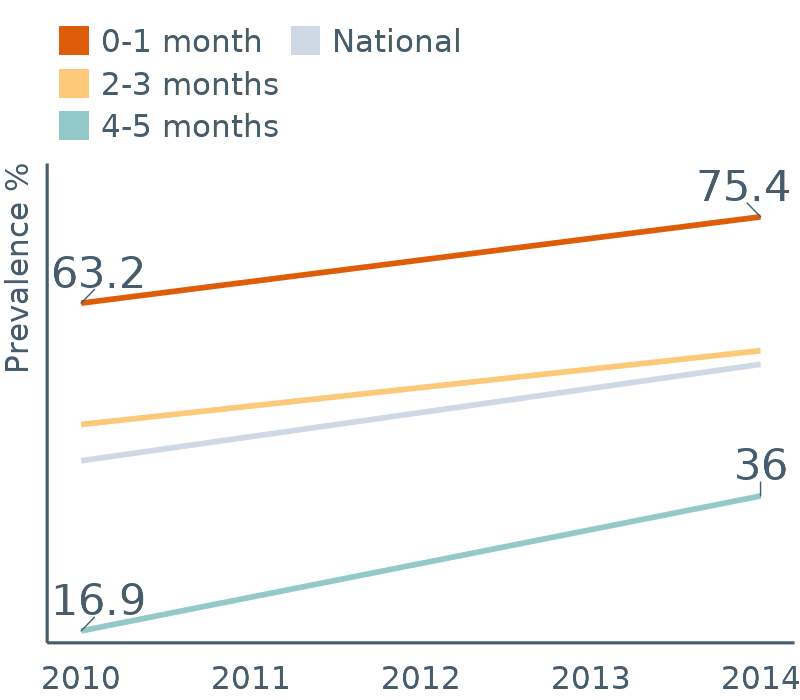 0-1 month National
2-3 months
4-5 months
Prevalence %
75.4
63.2
36
16.9
2010 2011 2012 2013 2014